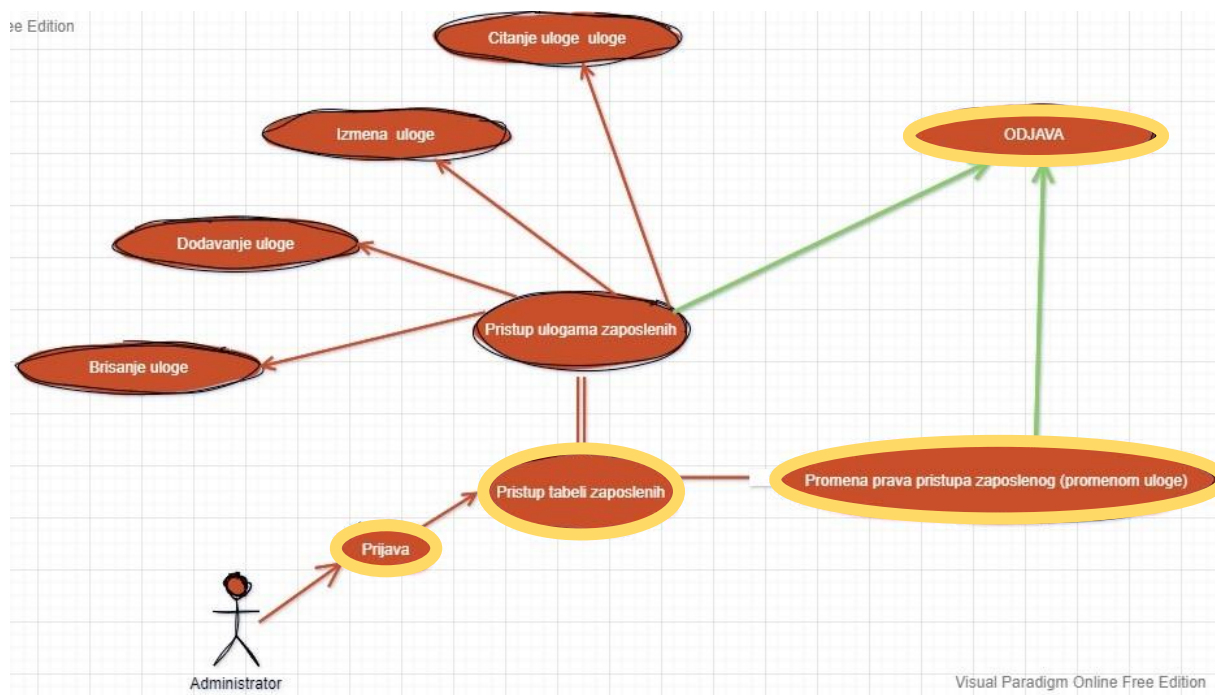 ee Edition
Citanje uloge uloge
Izmena uloge
ODJAVA
Dodavanje uloge
Pristup ulogama zaposlenih
Brisanje uloge
Pristup tabeli zaposlenih
Promena prava pristupa zaposlenog (promenom uloge)
Prijava
Administrator
Visual Paradigm Online Free Edition